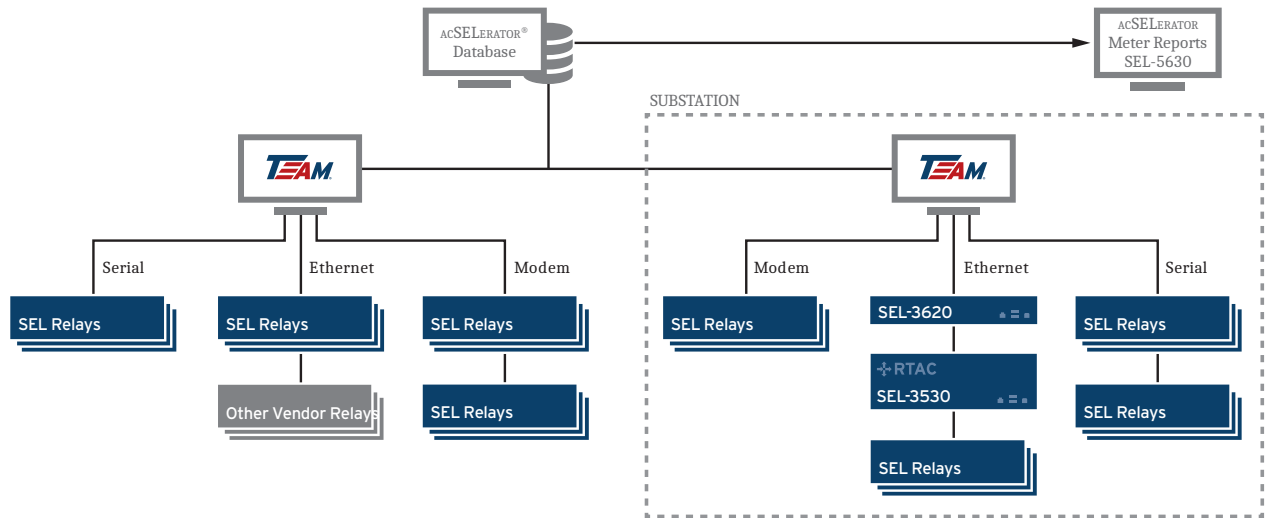 acSELerator®
Database
acSELerator
Meter Reports
SEL-5630
SUBSTATION
TEAM
TEAM
Serial
Ethernet
Modem
Modem
Ethernet
Serial
SEL Relays
SEL Relays
SEL Relays
SEL Relays
SEL-3620
SEL Relays
Other Vendor Relays
SEL Relays
RTAC
SEL-3530
SEL Relays
SEL Relays